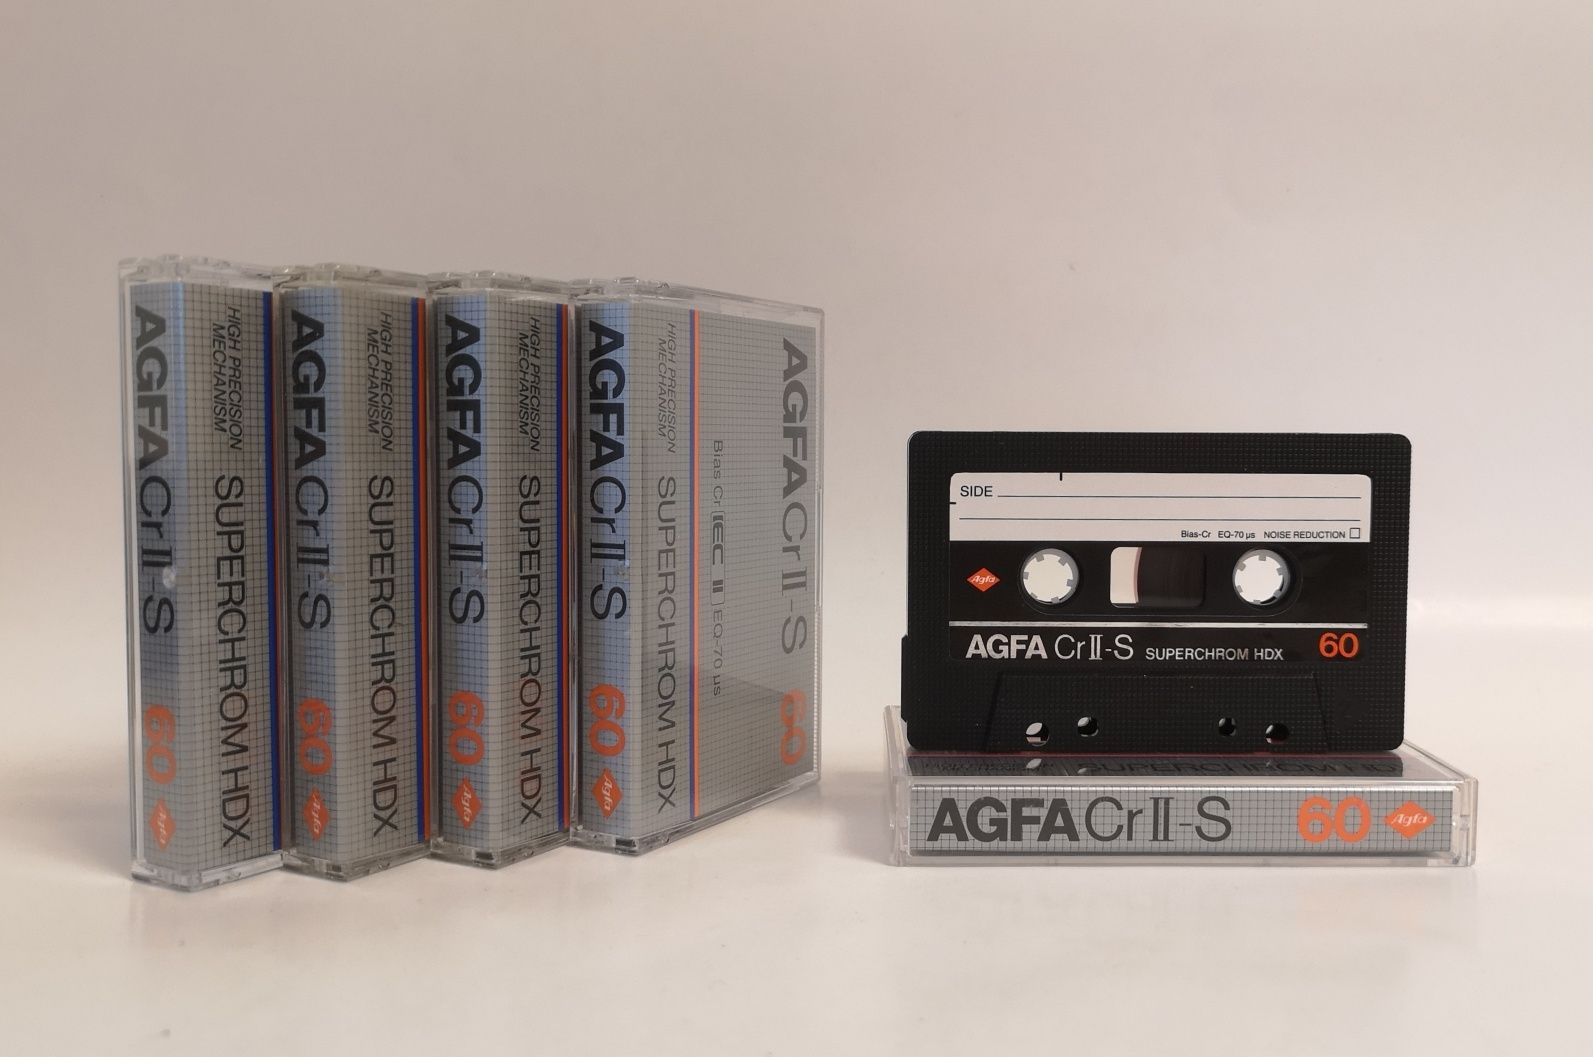 AGFA Cr II-S 60 Agfa
HIGH PRECISION
MECHANISM
SUPERCHROM HDX
AGFA Cr II-S 60 Agfa
HIGH PRECISION
MECHANISM
SUPERCHROM HDX
AGFA Cr II-S 60 Agfa
HIGH PRECISION
MECHANISM
SUPERCHROM HDX
AGFA Cr II-S 60 Agfa
HIGH PRECISION
MECHANISM
SUPERCHROM HDX
Bias Cr IEC II EQ-70 µs
AGFA Cr II-S 60
SIDE
Bias-Cr EQ-70 µs NOISE REDUCTION
Agfa
AGFA Cr II-S SUPERCHROM HDX 60
AGFA Cr II-S 60 Agfa